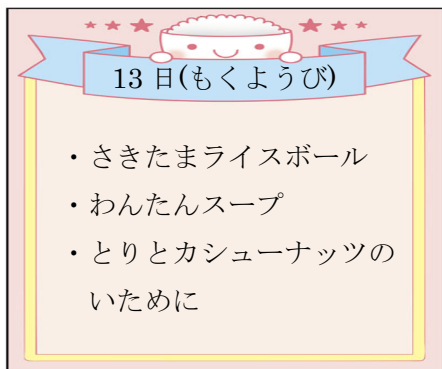 13日(もくようび)
・さきたまライスボール
・わんたんスープ
・とりとカシューナッツの
いために